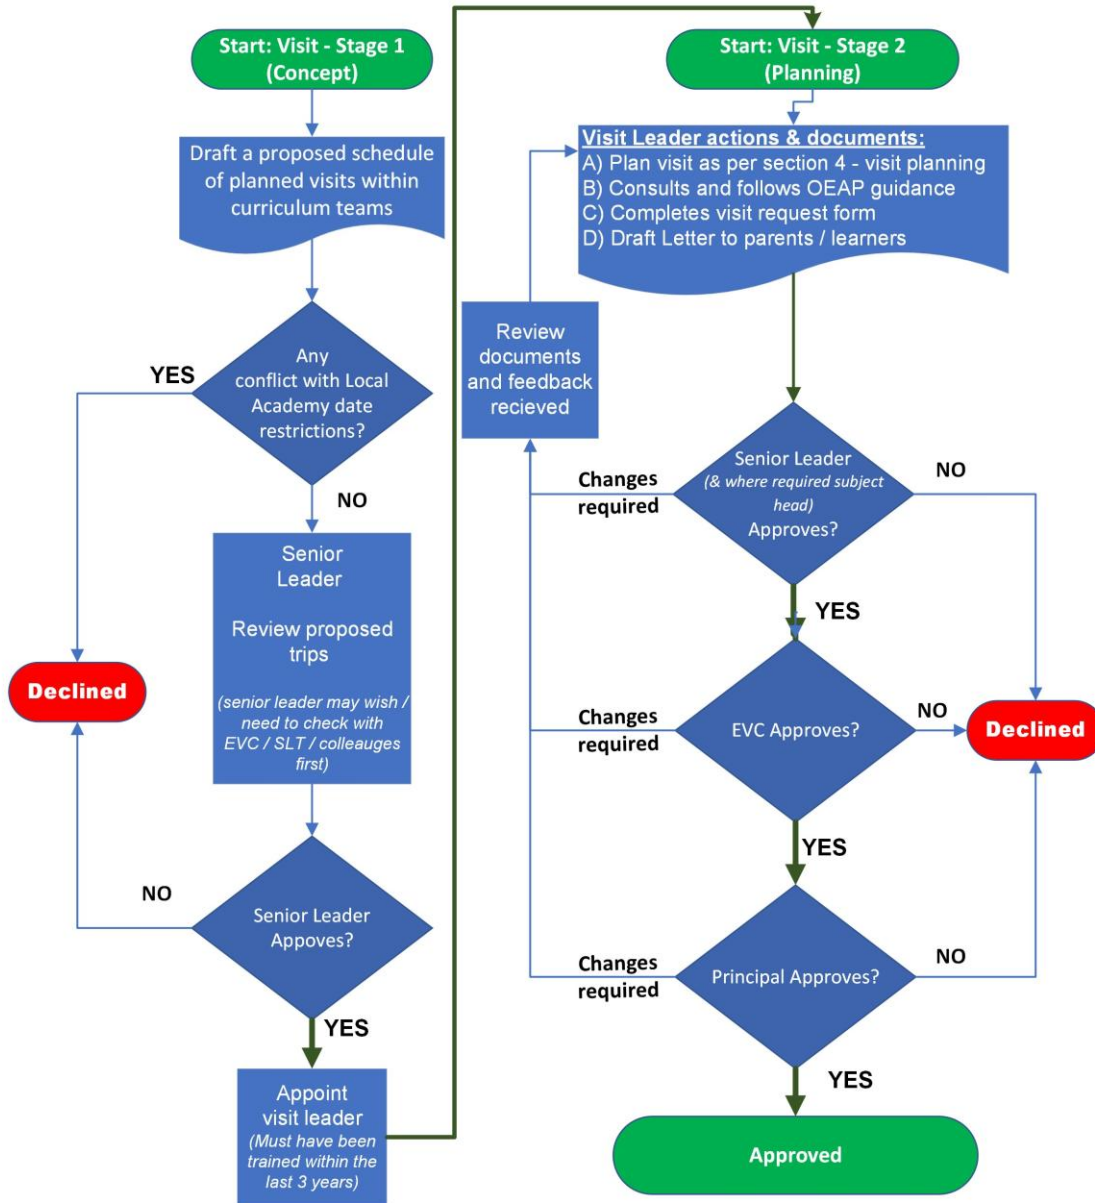 Start: Visit - Stage 1
(Concept)
Draft a proposed schedule
of planned visits within
curriculum teams
Any
conflict with Local
Academy date
restrictions?
YES
NO
Senior
Leader
Review proposed
trips
(senior leader may wish /
need to check with
EVC / SLT / colleauges
first)
Declined
Senior Leader
Appoves?
NO
YES
Appoint
visit leader
(Must have been
trained within the
last 3 years)
Start: Visit - Stage 2
(Planning)
Visit Leader actions & documents:
A) Plan visit as per section 4 - visit planning
B) Consults and follows OEAP guidance
C) Completes visit request form
D) Draft Letter to parents / learners
Review
documents
and feedback
recieved
Senior Leader
(& where required subject
head)
Approves?
Changes
required
NO
YES
EVC Approves?
Changes
required
NO
Declined
YES
Principal Approves?
Changes
required
NO
YES
Approved